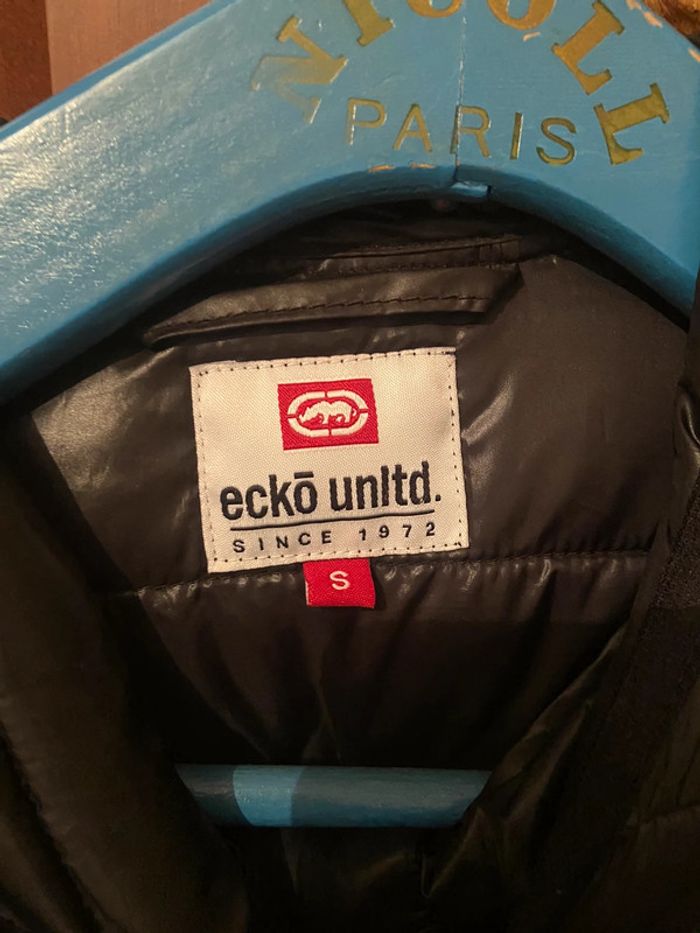 NICOLL
PARIS
eckō unltd.
SINCE 1972
S